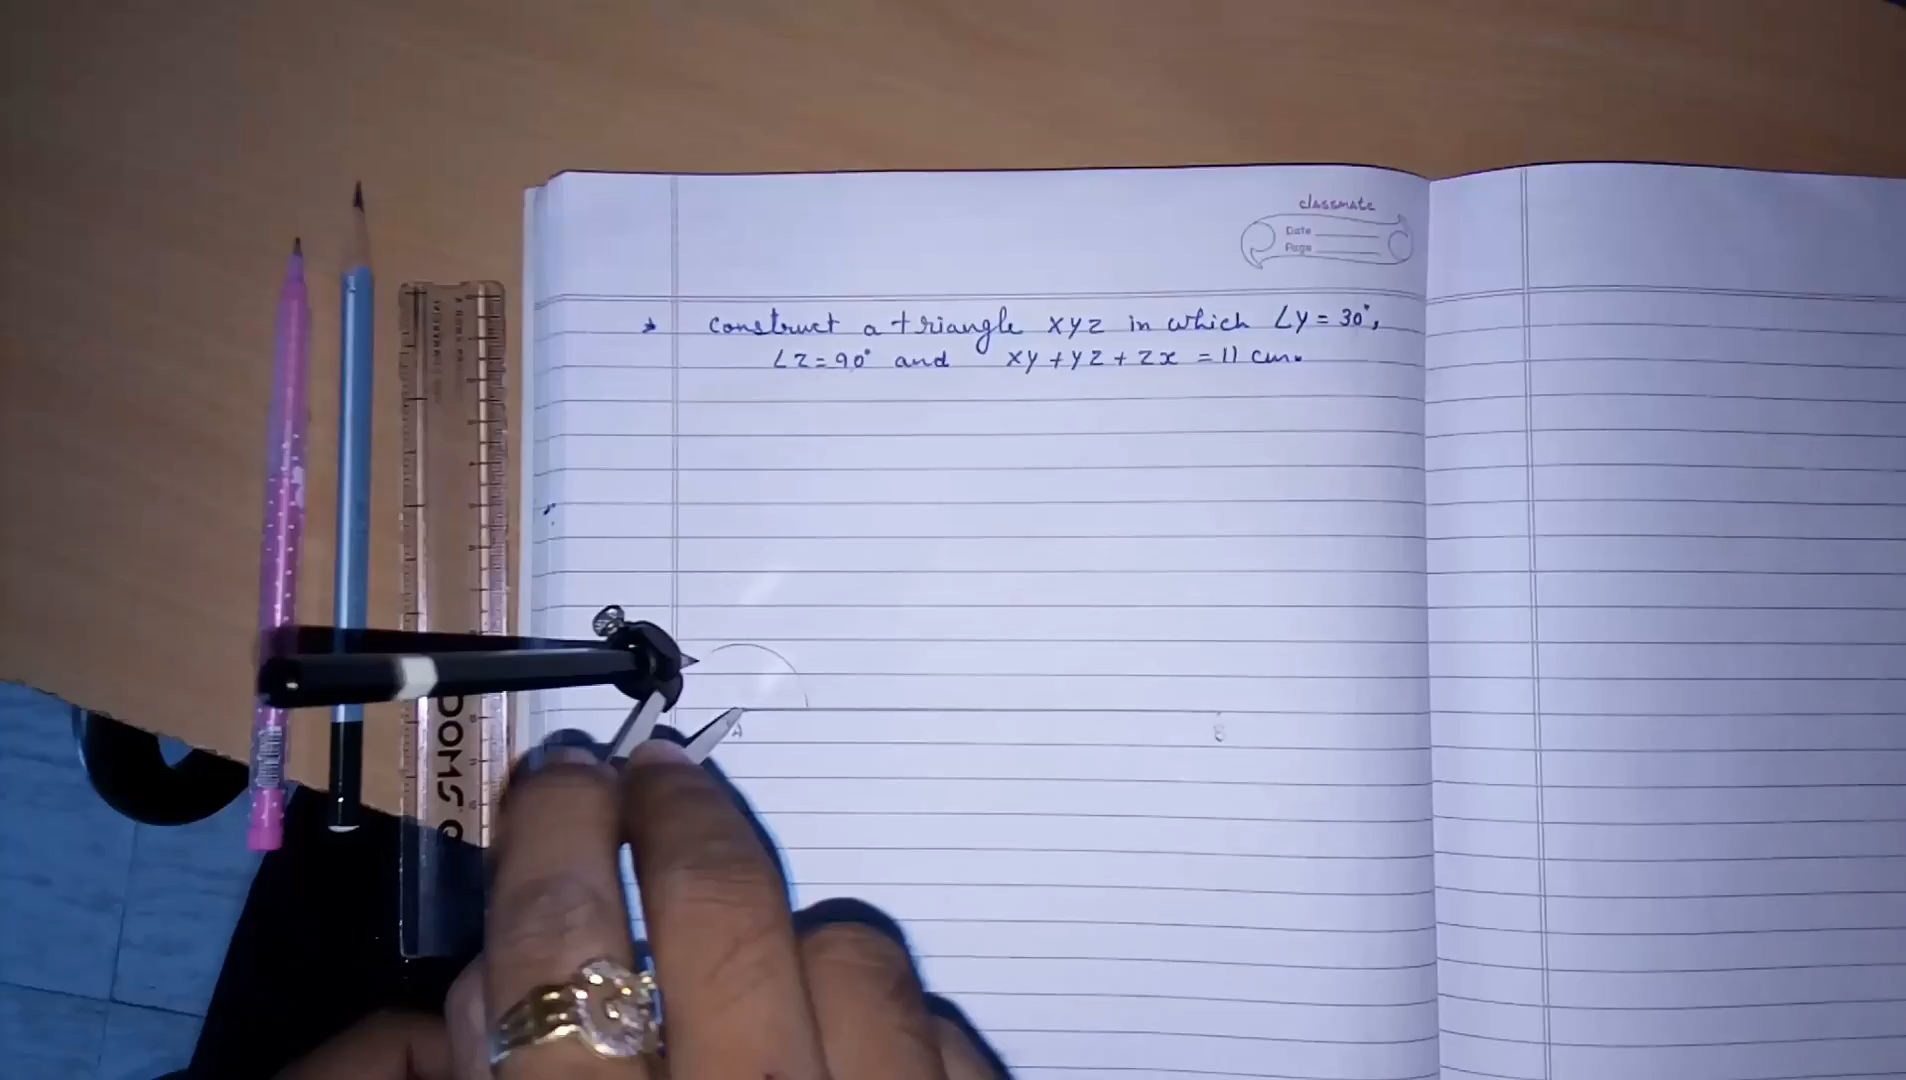 classmate
Date
Page
* Construct a triangle XYZ in which ∠Y = 30°,
∠Z = 90° and XY + YZ + ZX = 11 cm.
A
B
DOMS